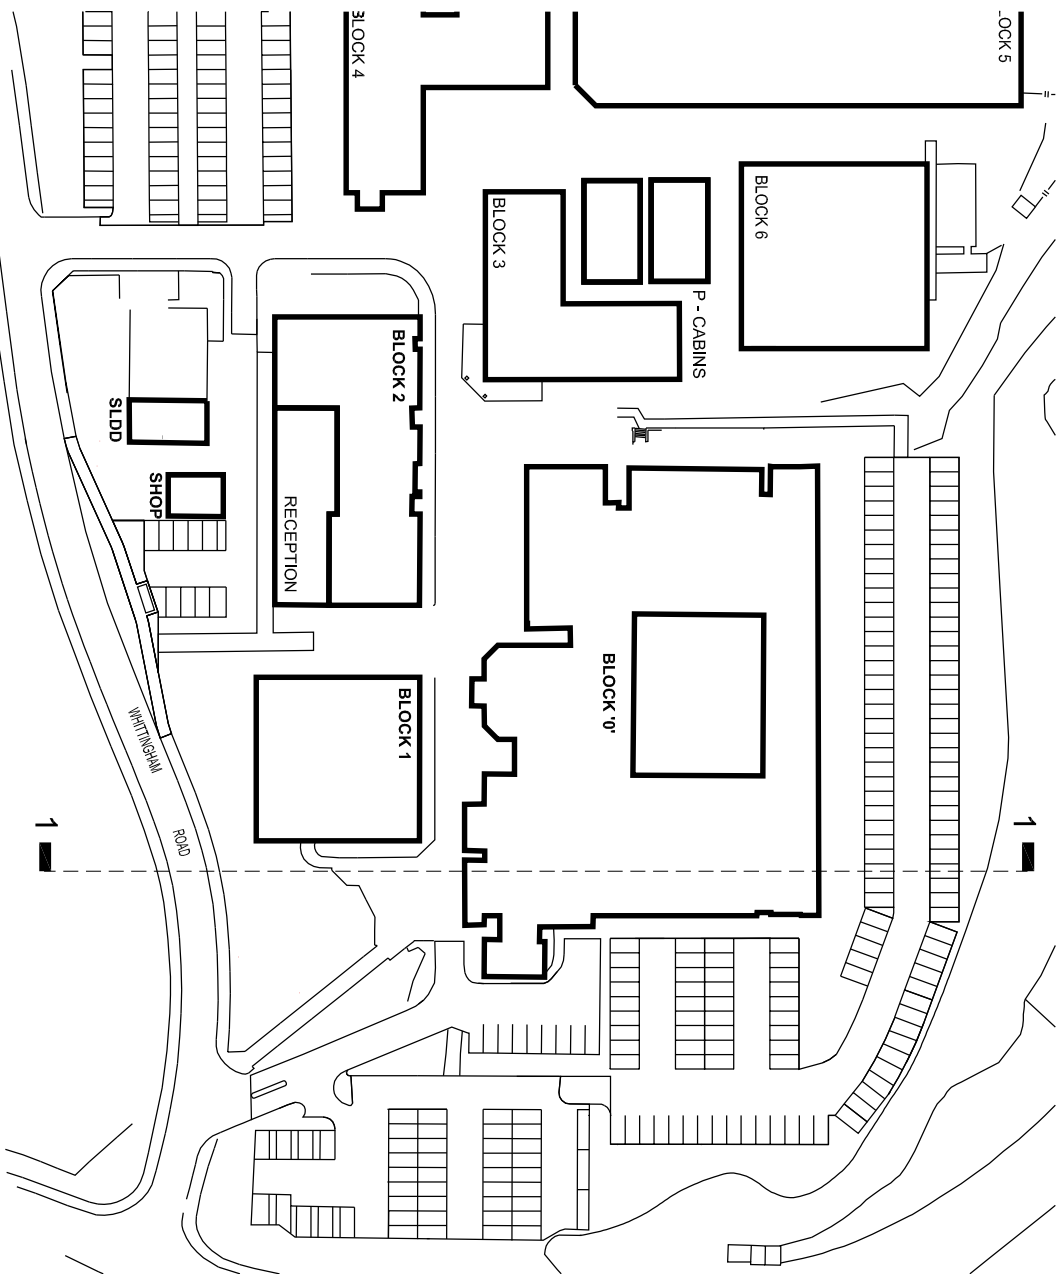 BLOCK 4
LOCK 5
BLOCK 6
BLOCK 3
P - CABINS
BLOCK 2
SLDD
SHOP
RECEPTION
BLOCK '0'
BLOCK 1
WHITTINGHAM
ROAD
1
1